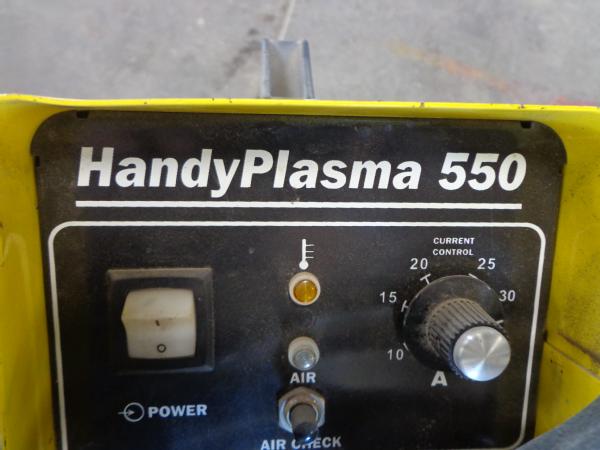 HandyPlasma 550
CURRENT
CONTROL
20 25
15 30
10
A
I
O
AIR
POWER
AIR CHECK